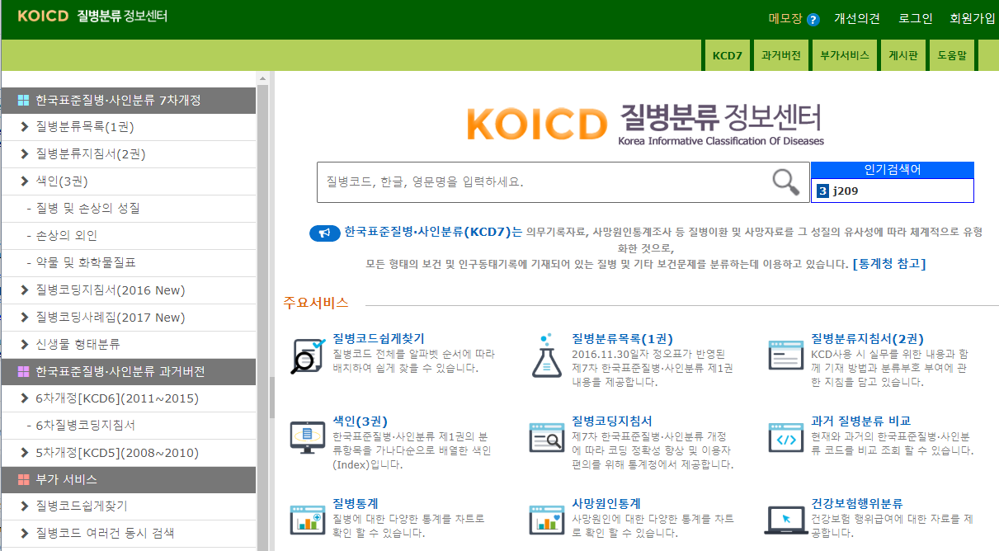 KOICD 질병분류 정보센터
메모장 ? 개선의견 로그인 회원가입
KCD7 과거버전 부가서비스 게시판 도움말
한국표준질병·사인분류 7차개정
질병분류목록(1권)
질병분류지침서(2권)
색인(3권)
- 질병 및 손상의 성질
- 손상의 외인
- 약물 및 화학물질표
질병코딩지침서(2016 New)
질병코딩사례집(2017 New)
신생물 형태분류
한국표준질병·사인분류 과거버전
6차개정[KCD6](2011~2015)
- 6차질병코딩지침서
5차개정[KCD5](2008~2010)
부가 서비스
질병코드쉽게찾기
질병코드 여러건 동시 검색
KOICD 질병분류 정보센터
Korea Informative Classification Of Diseases
질병코드, 한글, 영문명을 입력하세요.
인기검색어
3 j209
한국표준질병·사인분류(KCD7)는 의무기록자료, 사망원인통계조사 등 질병이환 및 사망자료를 그 성질의 유사성에 따라 체계적으로 유형
화한 것으로,
모든 형태의 보건 및 인구동태기록에 기재되어 있는 질병 및 기타 보건문제를 분류하는데 이용하고 있습니다. [통계청 참고]
주요서비스
질병코드쉽게찾기
질병코드 전체를 알파벳 순서에 따라
배치하여 쉽게 찾을 수 있습니다.
질병분류목록(1권)
2016.11.30일자 정오표가 반영된
제7차 한국표준질병·사인분류 제1권
내용을 제공합니다.
질병분류지침서(2권)
KCD사용 시 실무를 위한 내용과 함
께 기재 방법과 분류부호 부여에 관
한 지침을 담고 있습니다.
색인(3권)
한국표준질병·사인분류 제1권의 분
류항목을 가나다순으로 배열한 색인
(Index)입니다.
질병코딩지침서
제7차 한국표준질병·사인분류 개정
에 따라 코딩 정확성 향상 및 이용자
편의를 위해 통계청에서 제공합니다.
과거 질병분류 비교
현재와 과거의 한국표준질병·사인분
류 코드를 비교 조회 할 수 있습니다.
질병통계
질병에 대한 다양한 통계를 차트로
확인 할 수 있습니다.
사망원인통계
사망원인에 대한 다양한 통계를 차트
로 확인 할 수 있습니다.
건강보험행위분류
건강보험 행위급여에 대한 자료를 제
공합니다.